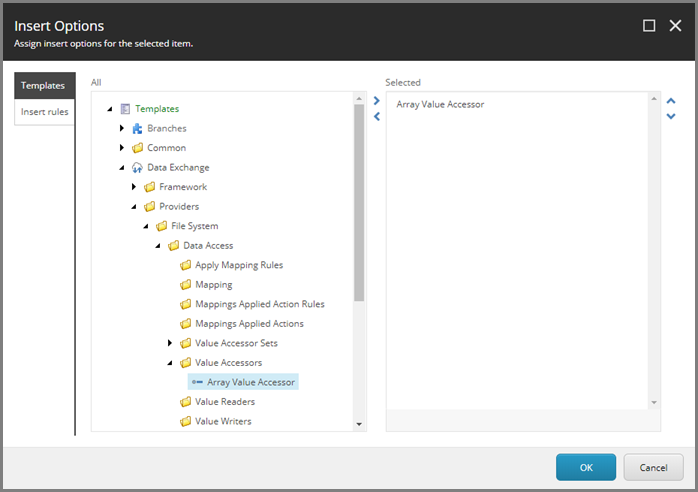 Insert Options
Assign insert options for the selected item.
Templates
Insert rules
All
Templates
Branches
Common
Data Exchange
Framework
Providers
File System
Data Access
Apply Mapping Rules
Mapping
Mappings Applied Action Rules
Mappings Applied Actions
Value Accessor Sets
Value Accessors
Array Value Accessor
Value Readers
Value Writers
Selected
Array Value Accessor
OK
Cancel